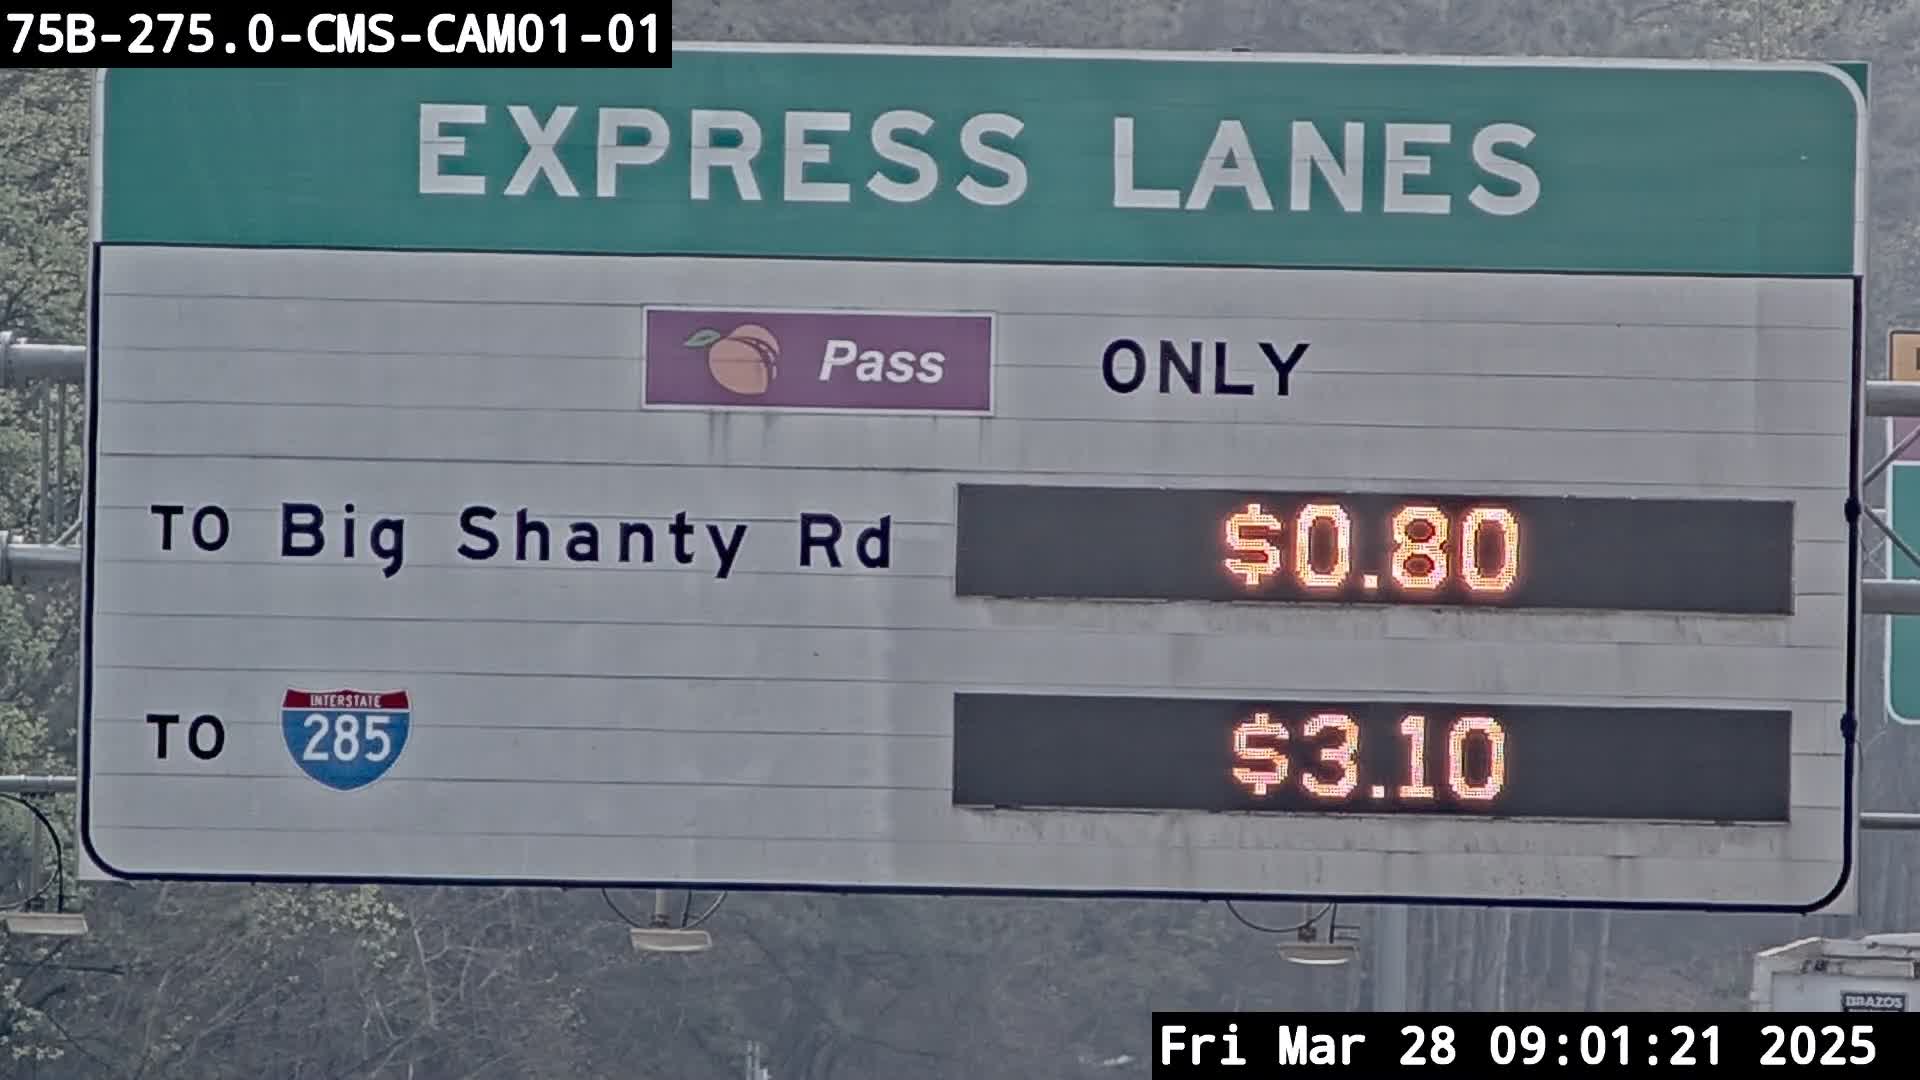 75B-275.0-CMS-CAM01-01
EXPRESS LANES
Pass ONLY
TO Big Shanty Rd $0.80
INTERSTATE
TO 285 $3.10
BRAZOS
Fri Mar 28 09:01:21 2025